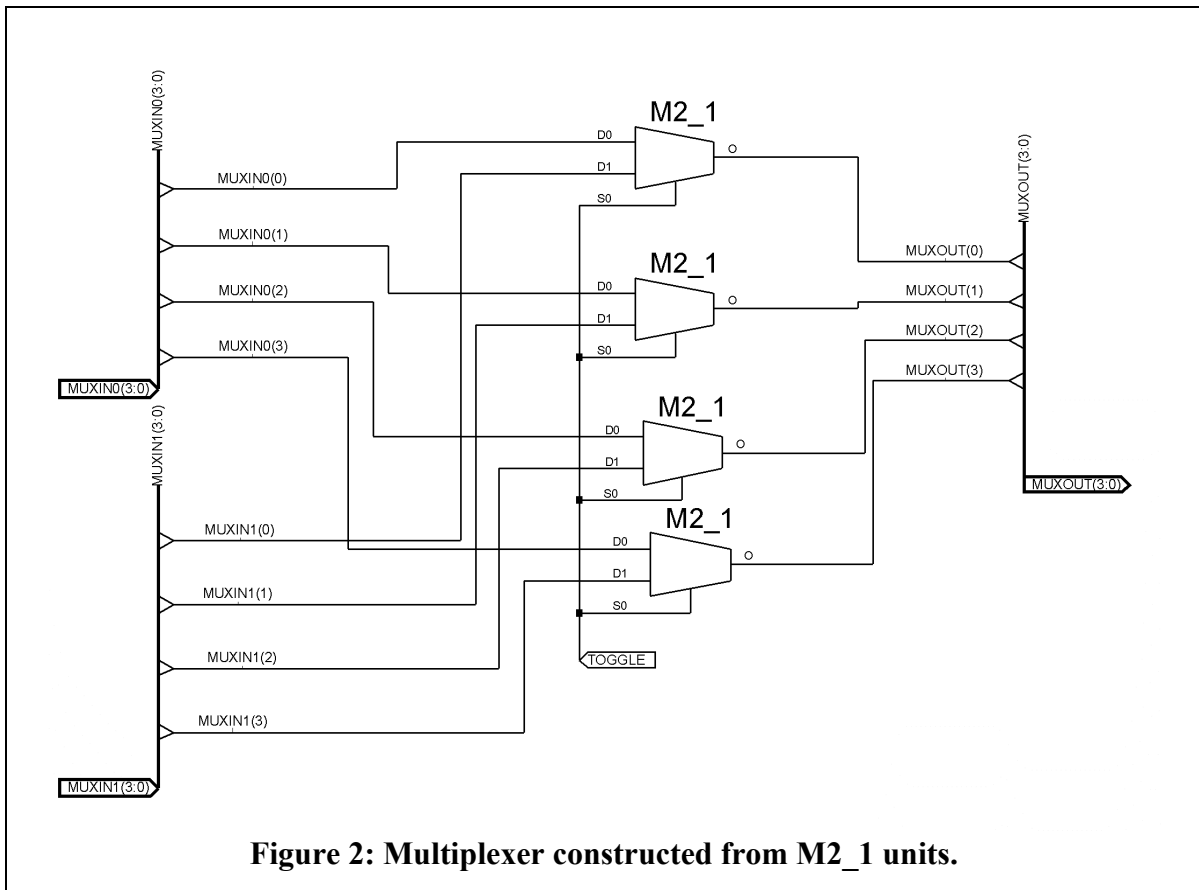 MUXIN0(3:0)
M2_1
D0
O
D1
MUXIN0(0)
S0
MUXOUT(3:0)
MUXIN0(1)
M2_1
MUXOUT(0)
MUXIN0(2)
D0
O
MUXOUT(1)
D1
MUXOUT(2)
MUXIN0(3)
S0
MUXOUT(3)
MUXIN0(3:0)
M2_1
MUXIN1(3:0)
D0
O
D1
MUXOUT(3:0)
S0
M2_1
MUXIN1(0)
D0
O
D1
MUXIN1(1)
S0
MUXIN1(2)
TOGGLE
MUXIN1(3)
MUXIN1(3:0)
Figure 2: Multiplexer constructed from M2_1 units.